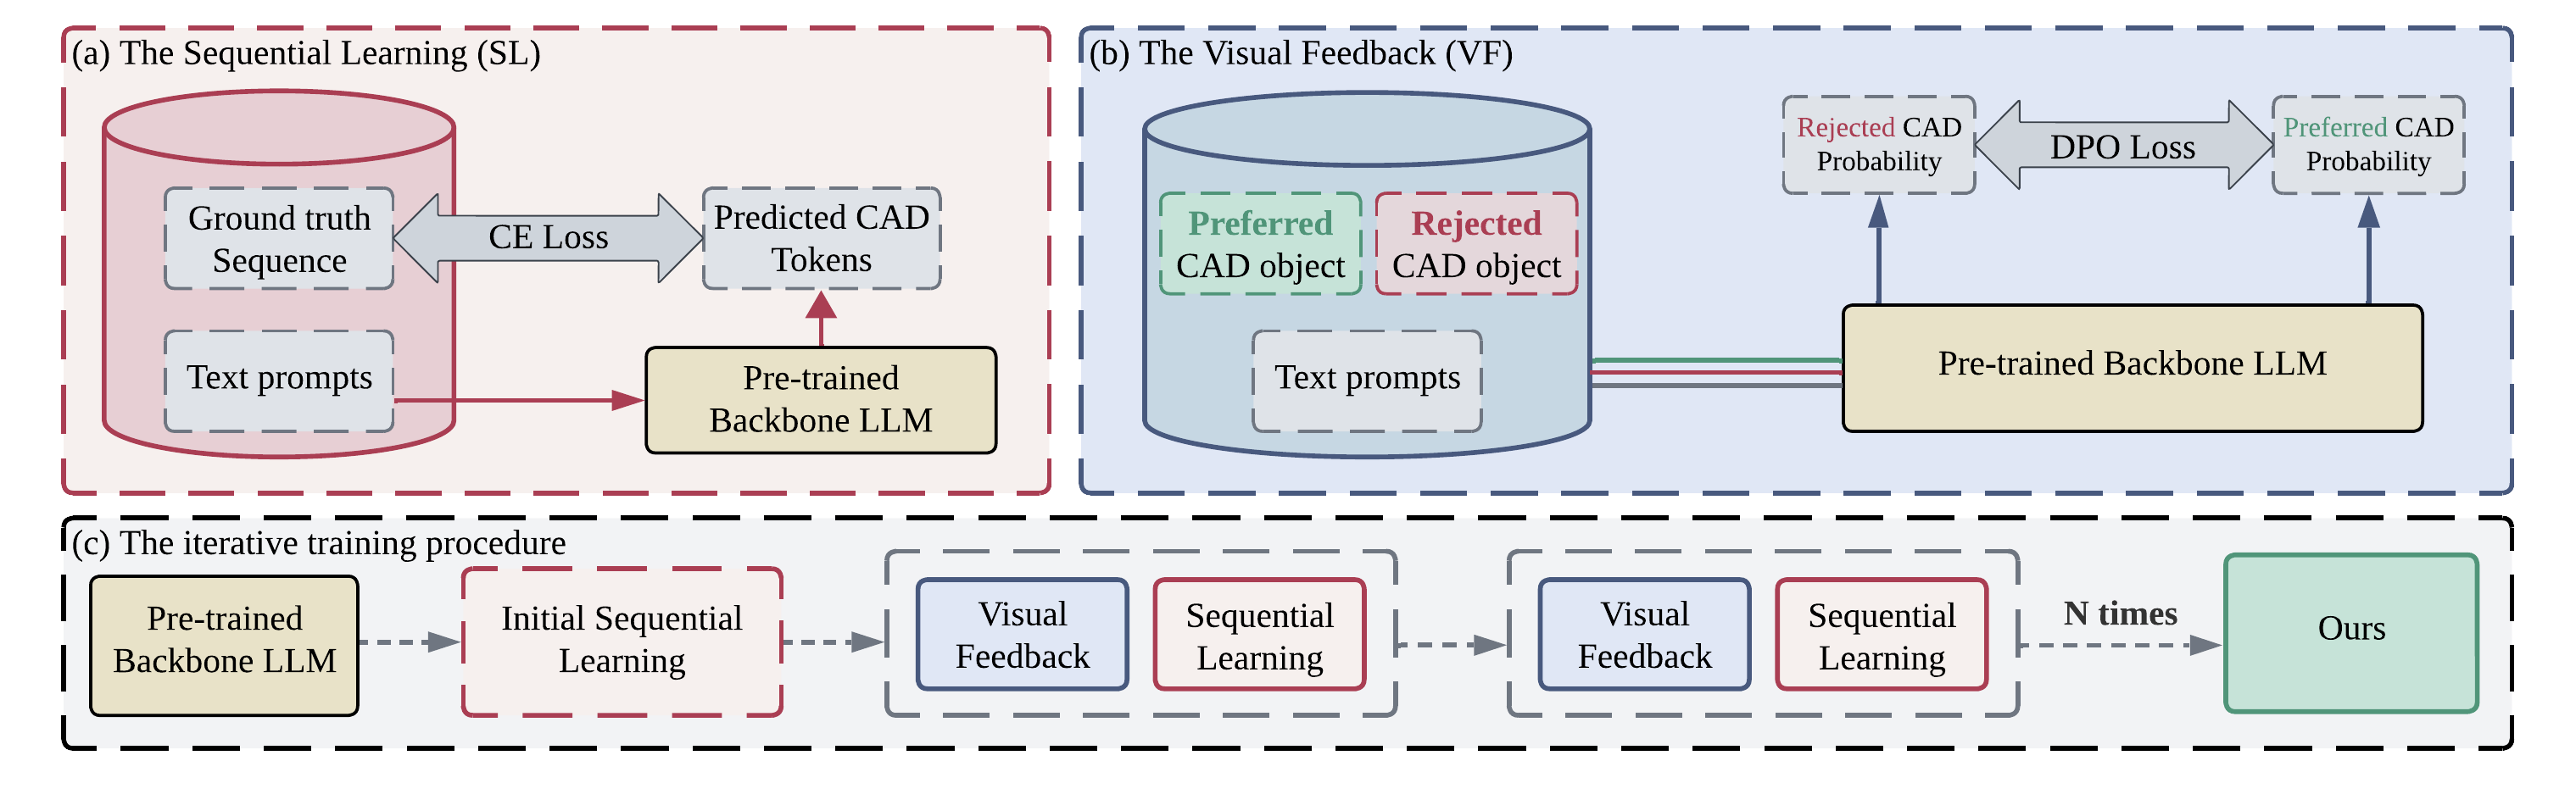 (a) The Sequential Learning (SL)
Ground truth
Sequence
CE Loss
Predicted CAD
Tokens
Text prompts
Pre-trained
Backbone LLM
(b) The Visual Feedback (VF)
Preferred
CAD object
Rejected
CAD object
Text prompts
Rejected CAD
Probability
DPO Loss
Preferred CAD
Probability
Pre-trained Backbone LLM
(c) The iterative training procedure
Pre-trained
Backbone LLM
Initial Sequential
Learning
Visual
Feedback
Sequential
Learning
Visual
Feedback
Sequential
Learning
N times
Ours